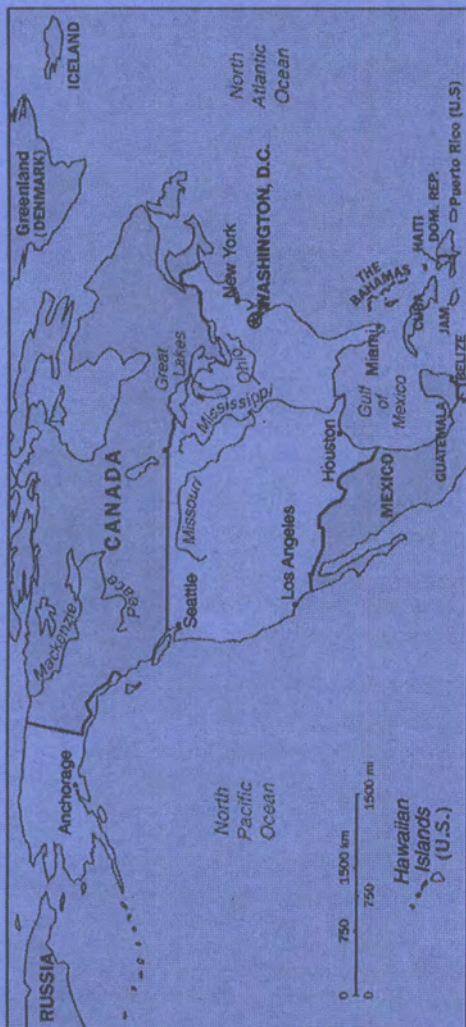 RUSSIA
Anchorage
Mackenzie
CANADA
Greenland
(DENMARK)
ICELAND
North
Pacific
Ocean
Seattle
Missouri
Mississippi
Great
Lakes
Ohio
New York
WASHINGTON, D.C.
North
Atlantic
Ocean
Los Angeles
Houston
MEXICO
Gulf
of
Mexico
Miami
THE
BAHAMAS
CUBA
HAITI
DOM. REP.
Puerto Rico (U.S)
JAM.
BELIZE
GUATEMALA
0 750 1500 km
0 750 1500 mi
Hawaiian
Islands
(U.S.)